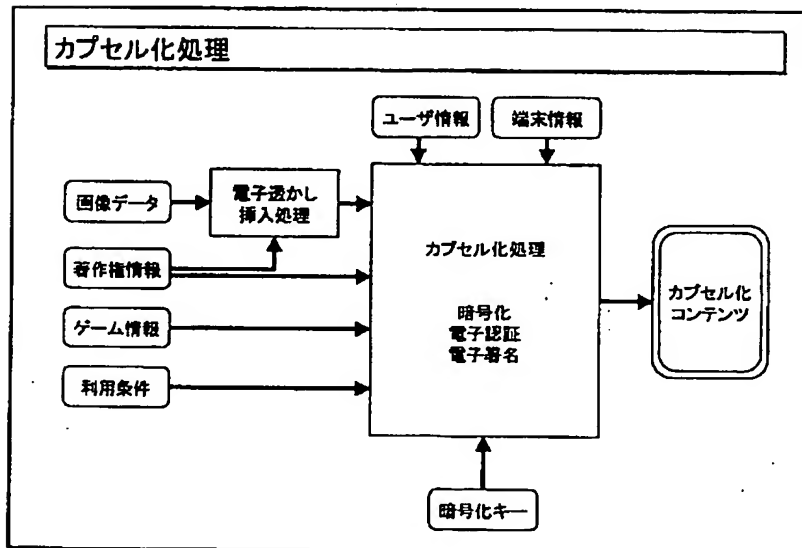 カプセル化処理
ユーザ情報
端末情報
画像データ
電子透かし
挿入処理
著作権情報
ゲーム情報
利用条件
カプセル化処理
暗号化
電子認証
電子署名
カプセル化
コンテンツ
暗号化キー